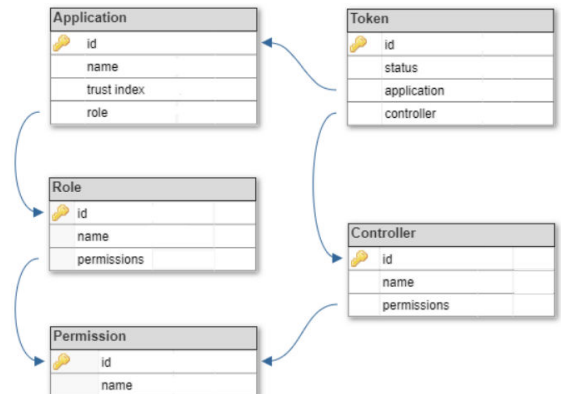 Application
id
name
trust index
role
Token
id
status
application
controller
Role
id
name
permissions
Controller
id
name
permissions
Permission
id
name